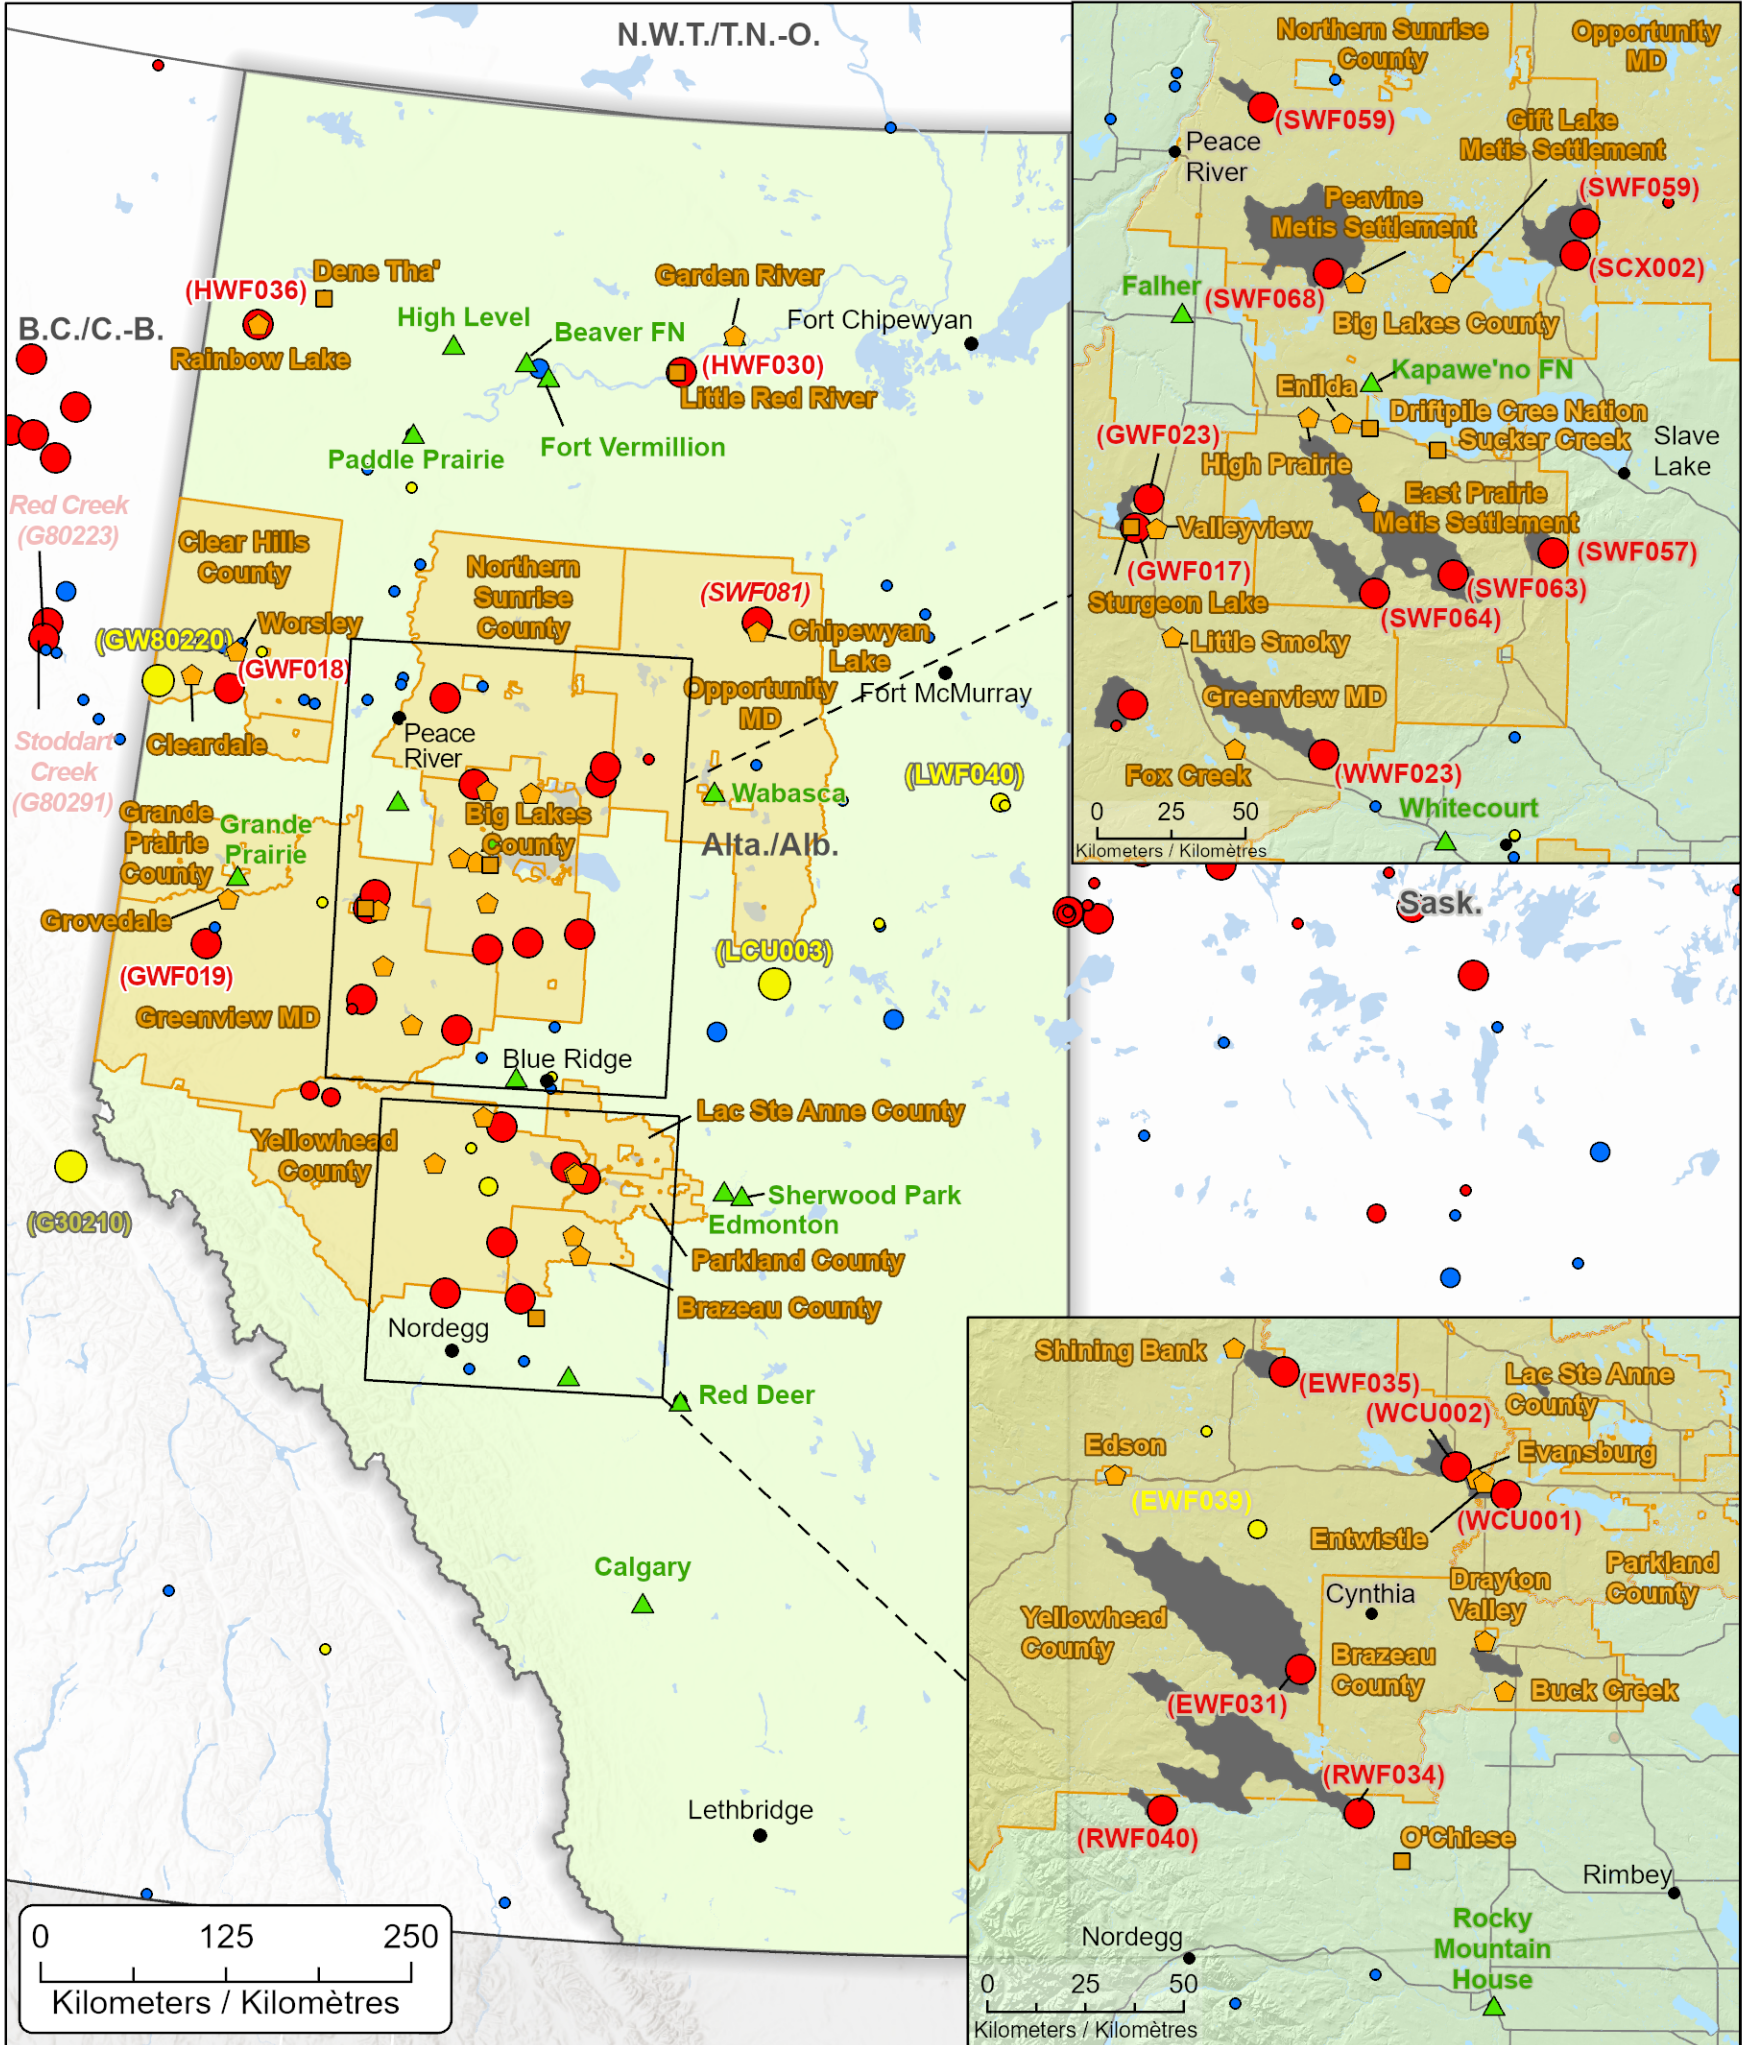 N.W.T./T.N.-O.
Dene Tha'
(HWF036)
Rainbow Lake
B.C./C.-B.
High Level
Beaver FN
Garden River
Fort Chipewyan
(HWF030)
Little Red River
Fort Vermillion
Paddle Prairie
Red Creek
(G80223)
Clear Hills
County
Northern
Sunrise
County
(SWF081)
Chipewyan
Lake
Worsley
(GW80220)
(GWF018)
Opportunity
MD
Fort McMurray
Cleardale
Peace
River
Stoddart
Creek
(G80291)
(LWF040)
Wabasca
Grande
Prairie
County
Grande
Prairie
Big Lakes
County
Alta./Alb.
Grovedale
(GWF019)
(LCU003)
Greenview MD
Blue Ridge
Lac Ste Anne County
Yellowhead
County
Sherwood Park
Edmonton
(G30210)
Parkland County
Brazeau County
Nordegg
Red Deer
Calgary
Lethbridge
Sask.
0 125 250
Kilometers / Kilomètres
Northern Sunrise
County
Opportunity
MD
(SWF059)
Gift Lake
Metis Settlement
Peace
River
(SWF059)
Peavine
Metis Settlement
(SCX002)
Falher
(SWF068)
Big Lakes County
Kapawe'no FN
Enilda
Driftpile Cree Nation
Sucker Creek
Slave
Lake
(GWF023)
High Prairie
East Prairie
Metis Settlement
Valleyview
(SWF057)
(GWF017)
(SWF063)
Sturgeon Lake
(SWF064)
Little Smoky
Greenview MD
Fox Creek
(WWF023)
Whitecourt
0 25 50
Kilometers / Kilomètres
Shining Bank
(EWF035)
Lac Ste Anne
County
(WCU002)
Edson
Evansburg
(EWF039)
(WCU001)
Entwistle
Parkland
County
Drayton
Valley
Cynthia
Yellowhead
County
Brazeau
County
Buck Creek
(EWF031)
(RWF034)
(RWF040)
O'Chiese
Rimbey
Rocky
Mountain
House
Nordegg
0 25 50
Kilometers / Kilomètres